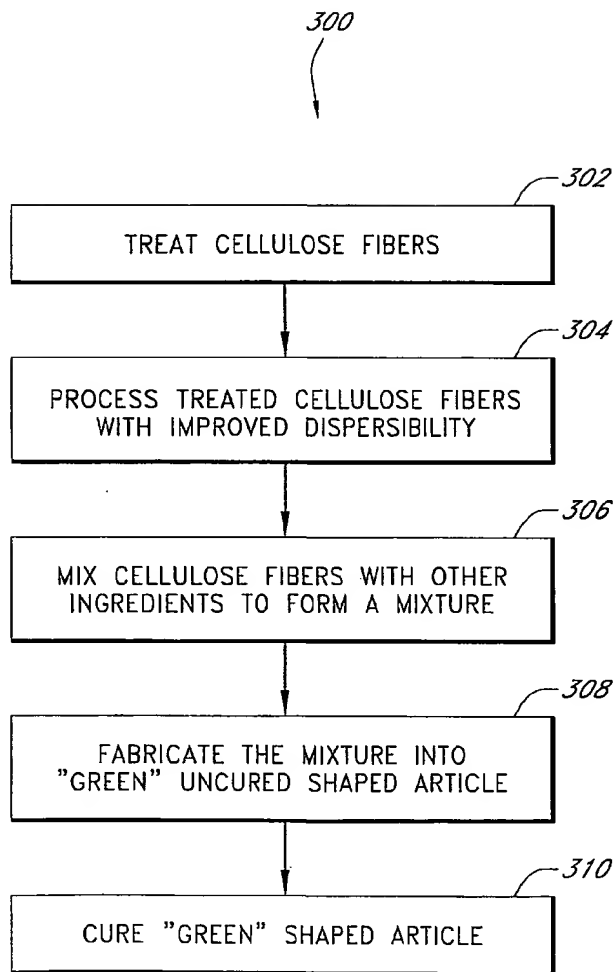 300
302
TREAT CELLULOSE FIBERS
304
PROCESS TREATED CELLULOSE FIBERS
WITH IMPROVED DISPERSIBILITY
306
MIX CELLULOSE FIBERS WITH OTHER
INGREDIENTS TO FORM A MIXTURE
308
FABRICATE THE MIXTURE INTO
"GREEN" UNCURED SHAPED ARTICLE
310
CURE "GREEN" SHAPED ARTICLE